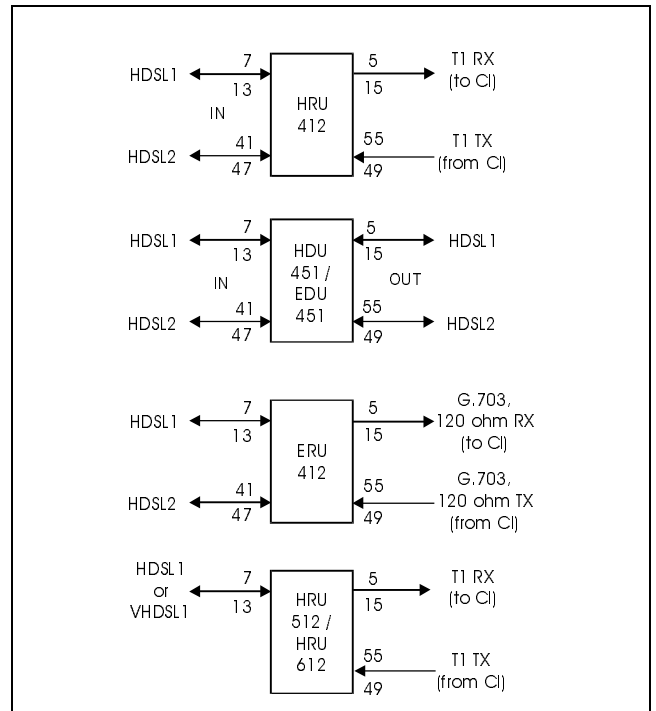 HDSL1 7 13 HRU 412 5 15 T1 RX (to CI)
IN
HDSL2 41 47 55 49 T1 TX (from CI)
HDSL1 7 13 HDU 451 / EDU 451 5 15 HDSL1
IN OUT
HDSL2 41 47 55 49 HDSL2
HDSL1 7 13 ERU 412 5 15 G.703, 120 ohm RX (to CI)
HDSL2 41 47 55 49 G.703, 120 ohm TX (from CI)
HDSL1 or VHDSL1 7 13 HRU 512 / HRU 612 5 15 T1 RX (to CI)
55 49 T1 TX (from CI)